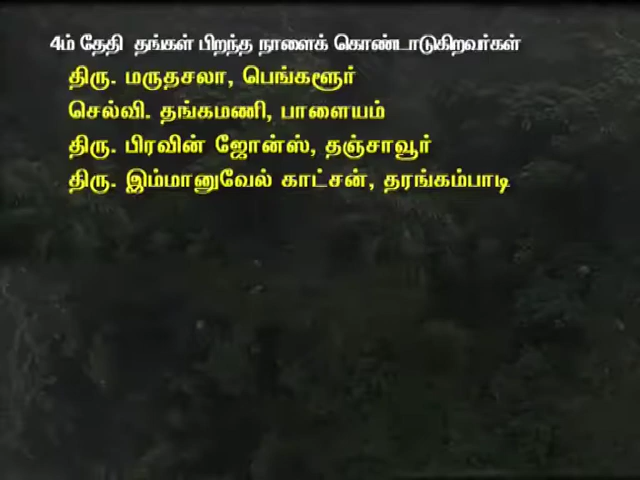 4ம் தேதி தங்கள் பிறந்த நாளைக் கொண்டாடுகிறவர்கள்
திரு. மருதசலா, பெங்களூர்
செல்வி. தங்கமணி, பாளையம்
திரு. பிரவின் ஜோன்ஸ், தஞ்சாவூர்
திரு. இம்மானுவேல் காட்சன், தரங்கம்பாடி